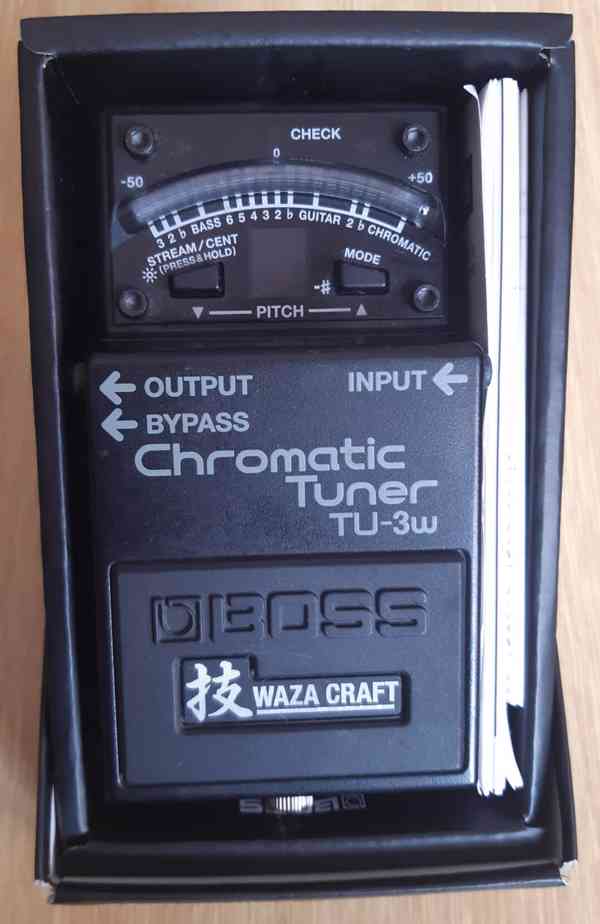 CHECK
-50 0 +50
3 2 ♭ BASS 6 5 4 3 2 ♭ GUITAR 2 ♭ CHROMATIC
STREAM/CENT
(PRESS & HOLD)
MODE
-♯
▼ PITCH ▲
← OUTPUT
INPUT ←
← BYPASS
Chromatic
Tuner
TU-3w
BOSS
技 WAZA CRAFT
BOSS